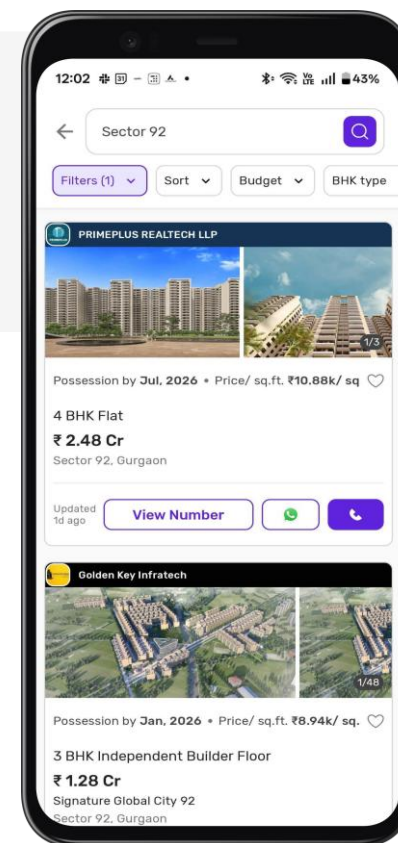 12:02 31 43%
Vo
LTE
Sector 92
Filters (1) Sort Budget BHK type
PRIMEPLUS REALTECH LLP
1/3
Possession by Jul, 2026 • Price/ sq.ft. ₹10.88k/ sq
4 BHK Flat
₹ 2.48 Cr
Sector 92, Gurgaon
Updated
1d ago
View Number
Golden Key Infratech
1/48
Possession by Jan, 2026 • Price/ sq.ft. ₹8.94k/ sq.
3 BHK Independent Builder Floor
₹ 1.28 Cr
Signature Global City 92
Sector 92, Gurgaon